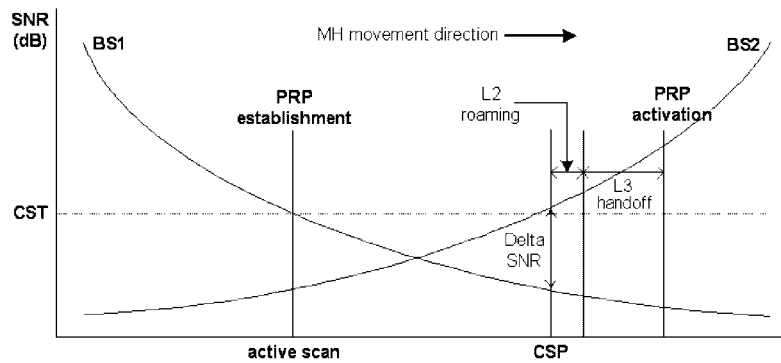 SNR
(dB)
BS1
MH movement direction
BS2
L2
roaming
PRP
establishment
PRP
activation
L3
handoff
CST
Delta
SNR
active scan
CSP